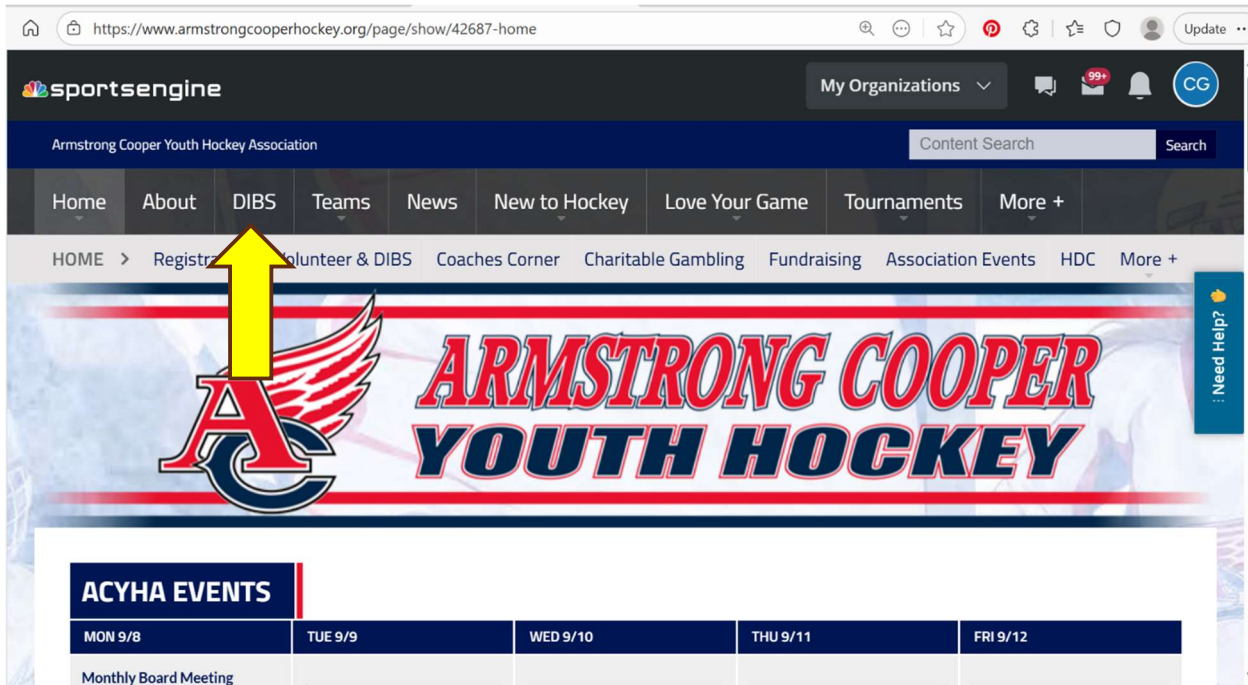 https://www.armstrongcooperhockey.org/page/show/42687-home
Update
sportsengine
My Organizations
99+
CG
Armstrong Cooper Youth Hockey Association
Content Search
Search
Home About DIBS Teams News New to Hockey Love Your Game Tournaments More +
HOME > Registra olunteer & DIBS Coaches Corner Charitable Gambling Fundraising Association Events HDC More +
Need Help?
AC
ARMSTRONG COOPER
YOUTH HOCKEY
ACYHA EVENTS
MON 9/8 TUE 9/9 WED 9/10 THU 9/11 FRI 9/12
Monthly Board Meeting